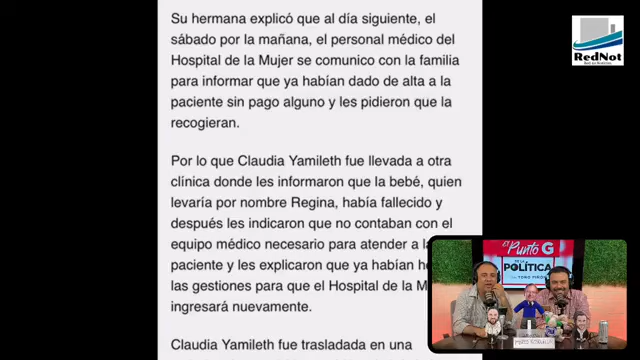 Su hermana explicó que al día siguiente, el
sábado por la mañana, el personal médico del
Hospital de la Mujer se comunico con la familia
para informar que ya habían dado de alta a la
paciente sin pago alguno y les pidieron que la
recogieran.
Por lo que Claudia Yamileth fue llevada a otra
clínica donde les informaron que la bebé, quien
levaría por nombre Regina, había fallecido y
después les indicaron que no contaban con el
equipo médico necesario para atender a la
paciente y les explicaron que ya habían
las gestiones para que el Hospital de la
ingresará nuevamente.
Claudia Yamileth fue trasladada en una
RedNot
El Punto G
DE LA
POLÍTICA
TOÑO PIÑÓN